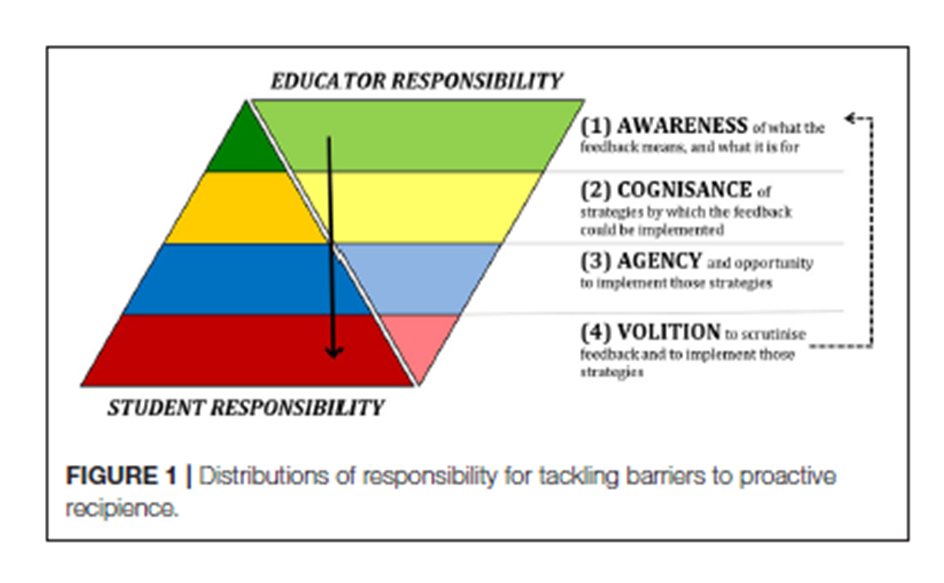 EDUCATOR RESPONSIBILITY
(1) AWARENESS of what the
feedback means, and what it is for
(2) COGNISANCE of
strategies by which the feedback
could be implemented
(3) AGENCY and opportunity
to implement those strategies
(4) VOLITION to scrutinise
feedback and to implement those
strategies
STUDENT RESPONSIBILITY
FIGURE 1 | Distributions of responsibility for tackling barriers to proactive
recipience.